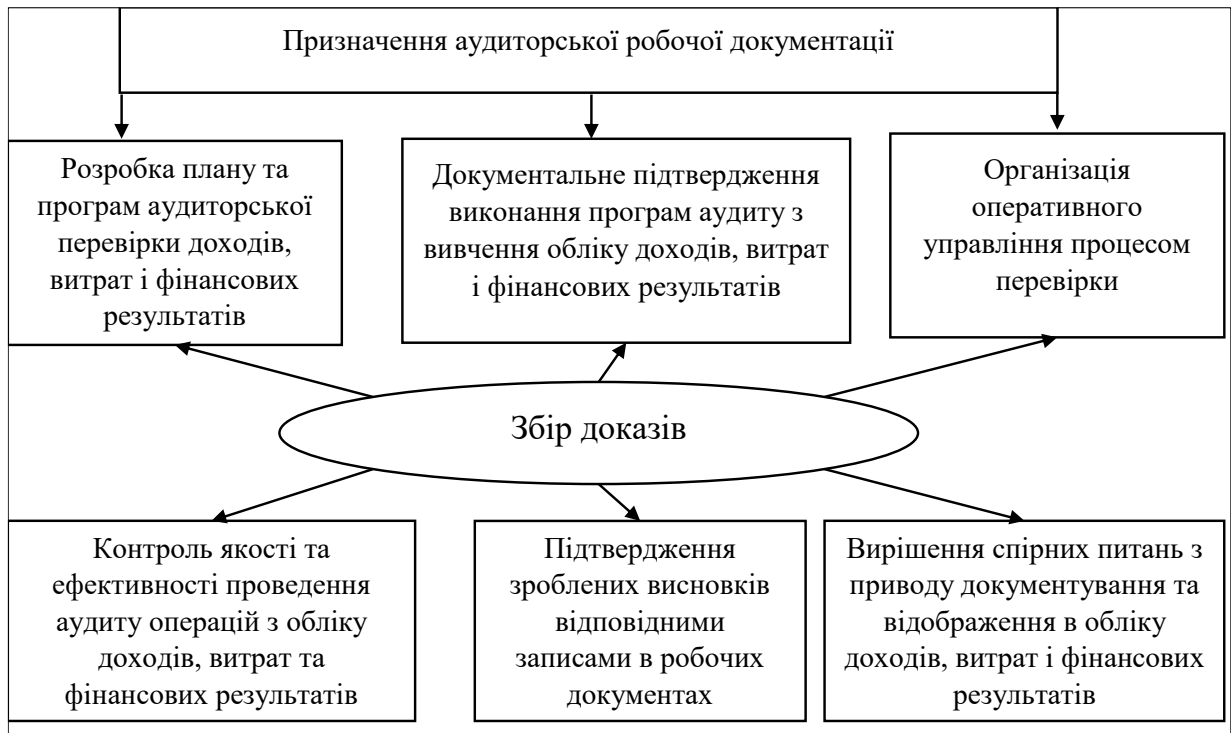 Призначення аудиторської робочої документації
Розробка плану та
програм аудиторської
перевірки доходів,
витрат і фінансових
результатів
Документальне підтвердження
виконання програм аудиту з
вивчення обліку доходів, витрат
і фінансових результатів
Організація
оперативного
управління процесом
перевірки
Збір доказів
Контроль якості та
ефективності проведення
аудиту операцій з обліку
доходів, витрат та
фінансових результатів
Підтвердження
зроблених висновків
відповідними
записами в робочих
документах
Вирішення спірних питань з
приводу документування та
відображення в обліку
доходів, витрат і фінансових
результатів